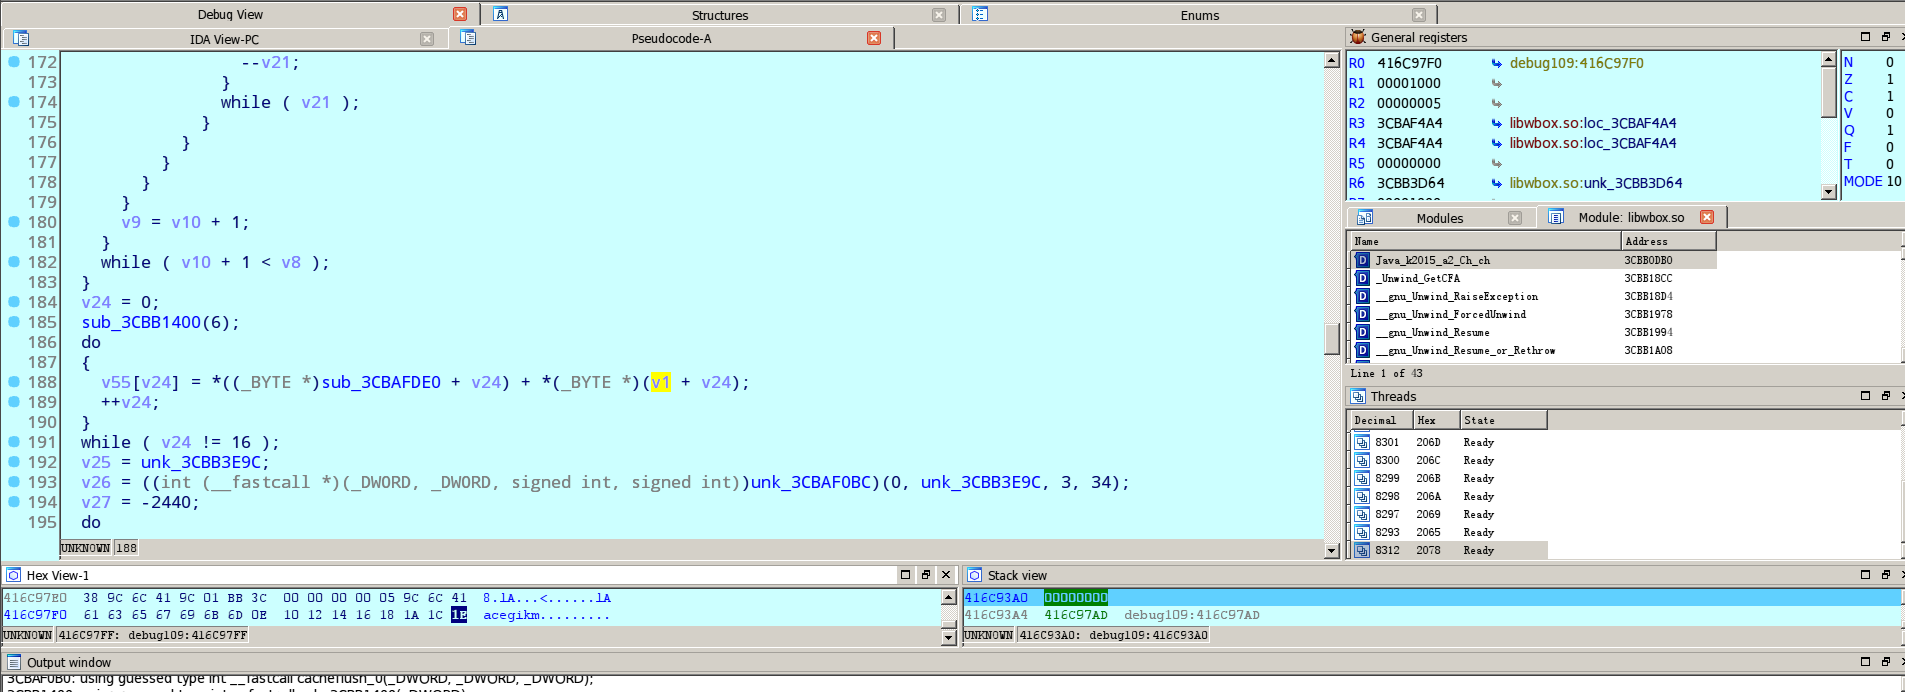 Debug View
Structures
Enums
IDA View-PC
Pseudocode-A
172 --v21;
173 }
174 while ( v21 );
175 }
176 }
177 }
178 }
179 }
180 v9 = v10 + 1;
181 }
182 while ( v10 + 1 < v8 );
183 }
184 v24 = 0;
185 sub_3CBB1400(6);
186 do
187 {
188 v55[v24] = *((_BYTE *)sub_3CBAFDE0 + v24) + *(_BYTE *)(v1 + v24);
189 ++v24;
190 }
191 while ( v24 != 16 );
192 v25 = unk_3CBB3E9C;
193 v26 = ((int (__fastcall *)(_DWORD, _DWORD, signed int, signed int))unk_3CBAF0BC)(0, unk_3CBB3E9C, 3, 34);
194 v27 = -2440;
195 do
UNKNOWN 188
General registers
R0 416C97F0 debug109:416C97F0
R1 00001000
R2 00000005
R3 3CBAF4A4 libwbox.so:loc_3CBAF4A4
R4 3CBAF4A4 libwbox.so:loc_3CBAF4A4
R5 00000000
R6 3CBB3D64 libwbox.so:unk_3CBB3D64
N 0
Z 1
C 1
V 0
Q 1
F 0
T 0
MODE 10
Modules
Module: libwbox.so
Name Address
Java_k2015_a2_Ch_ch 3CBB0DB0
_Unwind_GetCFA 3CBB18CC
__gnu_Unwind_RaiseException 3CBB18D4
__gnu_Unwind_ForcedUnwind 3CBB1978
__gnu_Unwind_Resume 3CBB1994
__gnu_Unwind_Resume_or_Rethrow 3CBB1A08
Line 1 of 43
Threads
Decimal Hex State
8301 206D Ready
8300 206C Ready
8299 206B Ready
8298 206A Ready
8297 2069 Ready
8293 2065 Ready
8312 2078 Ready
Hex View-1
416C97E0 38 9C 6C 41 9C 01 BB 3C 00 00 00 00 05 9C 6C 41 8.lA...<......lA
416C97F0 61 63 65 67 69 6B 6D 0E 10 12 14 16 18 1A 1C 1E acegikm.........
UNKNOWN 416C97FF: debug109:416C97FF
Stack view
416C93A0 00000000
416C93A4 416C97AD debug109:416C97AD
UNKNOWN 416C93A0: debug109:416C93A0
Output window
3CBAF0B0: using guessed type int __fastcall cacheflush_0(_DWORD, _DWORD, _DWORD);